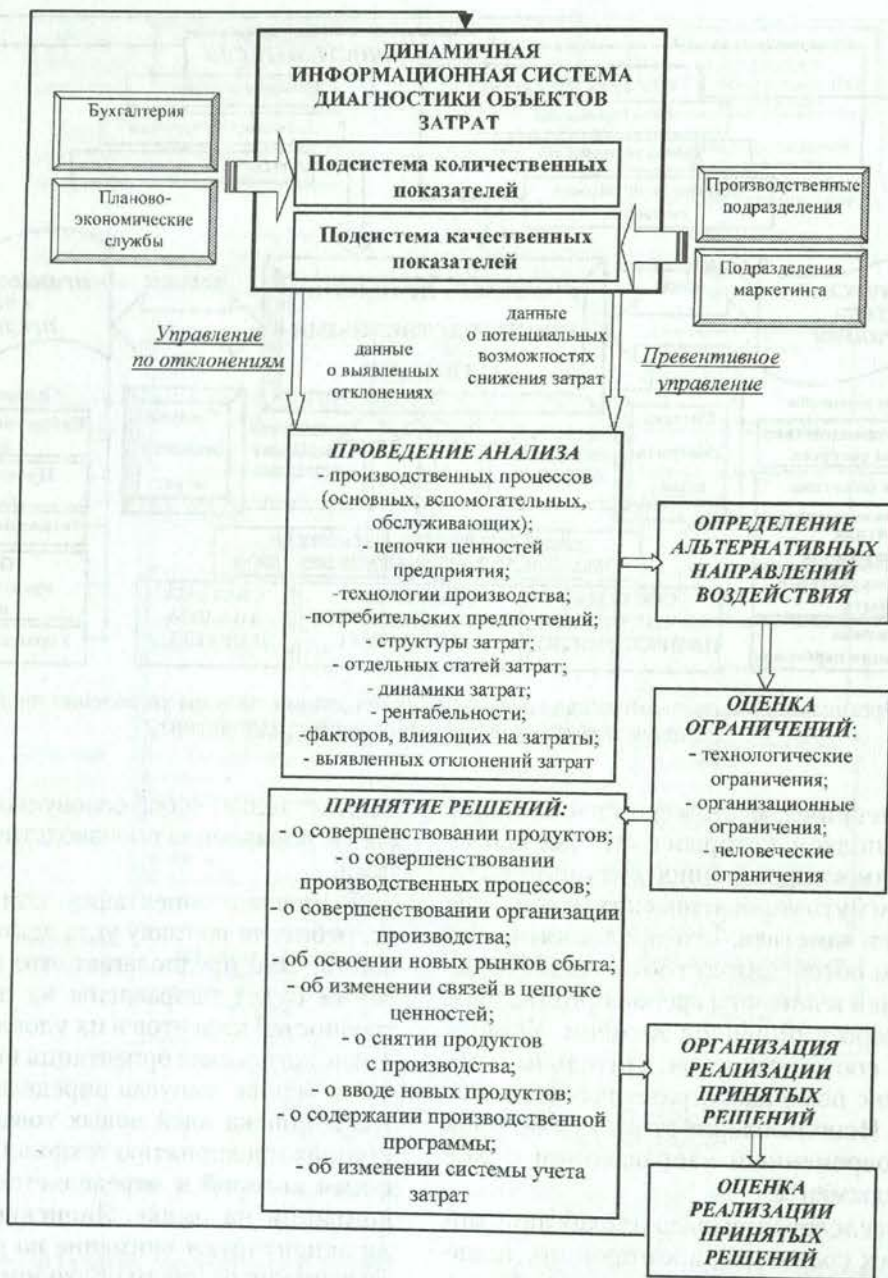 ДИНАМИЧНАЯ
ИНФОРМАЦИОННАЯ СИСТЕМА
ДИАГНОСТИКИ ОБЪЕКТОВ
ЗАТРАТ
Бухгалтерия
Планово-
экономические
службы
Подсистема количественных
показателей
Подсистема качественных
показателей
Производственные
подразделения
Подразделения
маркетинга
Управление
по отклонениям
данные
о выявленных
отклонениях
данные
о потенциальных
возможностях
снижения затрат
Превентивное
управление
ПРОВЕДЕНИЕ АНАЛИЗА
- производственных процессов
(основных, вспомогательных,
обслуживающих);
- цепочки ценностей
предприятия;
-технологии производства;
-потребительских предпочтений;
- структуры затрат;
- отдельных статей затрат;
- динамики затрат;
- рентабельности;
-факторов, влияющих на затраты;
- выявленных отклонений затрат
ОПРЕДЕЛЕНИЕ
АЛЬТЕРНАТИВНЫХ
НАПРАВЛЕНИЙ
ВОЗДЕЙСТВИЯ
ОЦЕНКА
ОГРАНИЧЕНИЙ:
- технологические
ограничения;
- организационные
ограничения;
- человеческие
ограничения
ПРИНЯТИЕ РЕШЕНИЙ:
- о совершенствовании продуктов;
- о совершенствовании
производственных процессов;
- о совершенствовании организации
производства;
- об освоении новых рынков сбыта;
- об изменении связей в цепочке
ценностей;
- о снятии продуктов
с производства;
- о вводе новых продуктов;
- о содержании производственной
программы;
- об изменении системы учета
затрат
ОРГАНИЗАЦИЯ
РЕАЛИЗАЦИИ
ПРИНЯТЫХ
РЕШЕНИЙ
ОЦЕНКА
РЕАЛИЗАЦИИ
ПРИНЯТЫХ
РЕШЕНИЙ